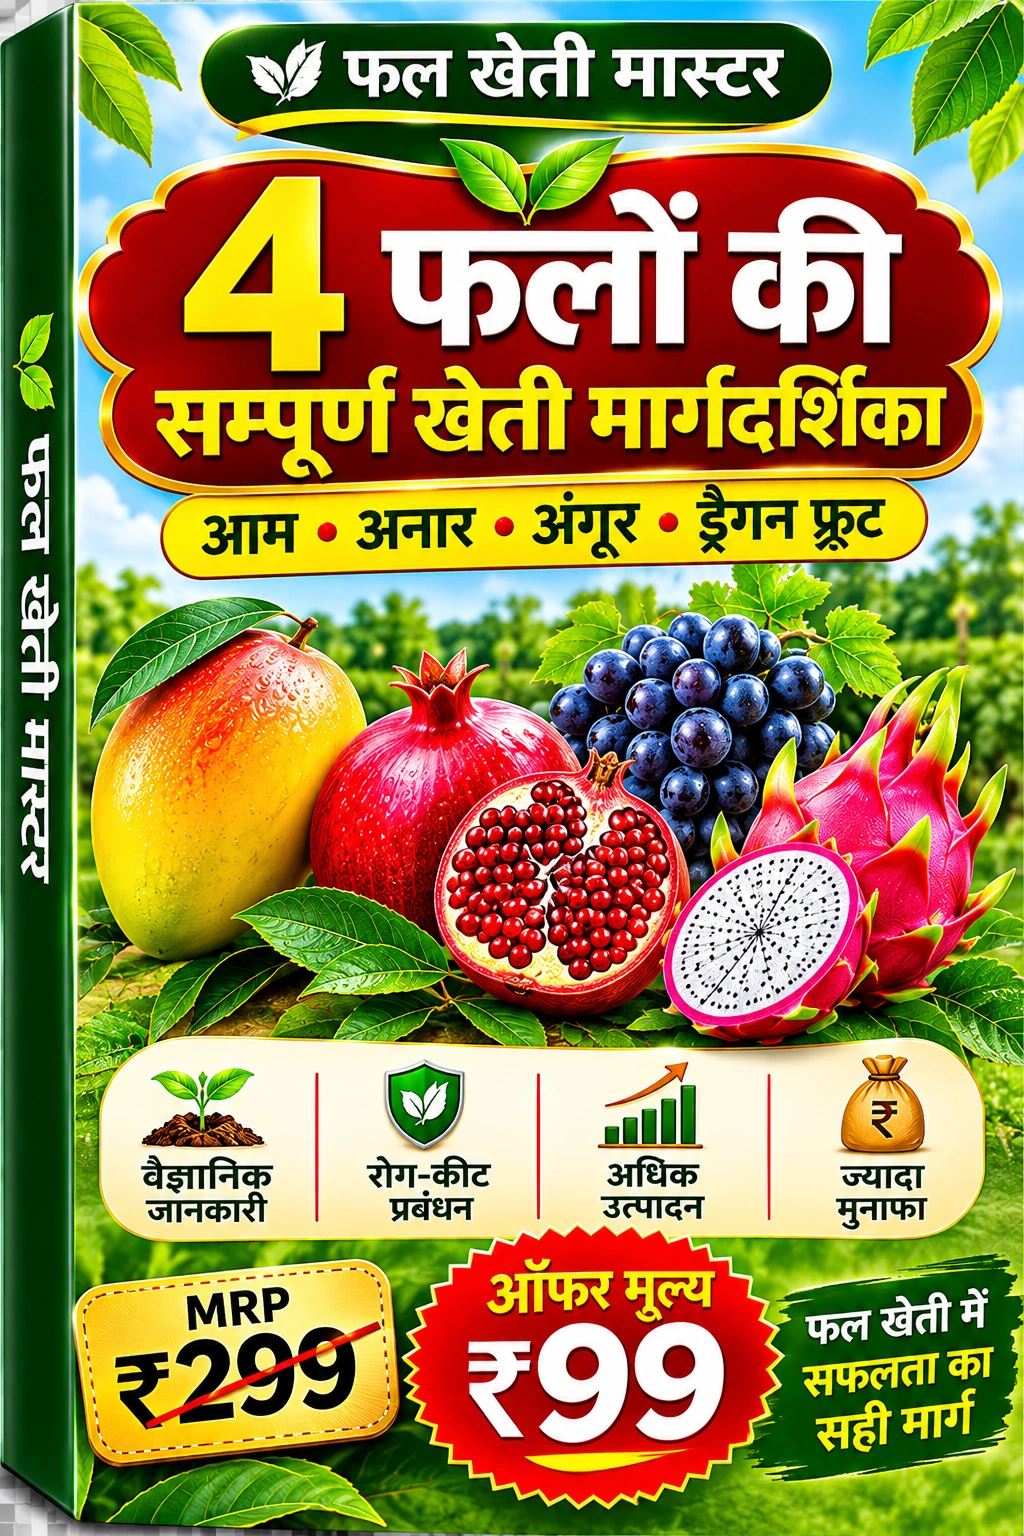 फल खेती मास्टर
4 फलों की
सम्पूर्ण खेती मार्गदर्शिका
आम • अनार • अंगूर • ड्रैगन फ्रूट
फल खेती मास्टर
वैज्ञानिक
जानकारी
रोग-कीट
प्रबंधन
अधिक
उत्पादन
ज्यादा
मुनाफा
MRP
₹299
ऑफर मूल्य
₹99
फल खेती में
सफलता का
सही मार्ग